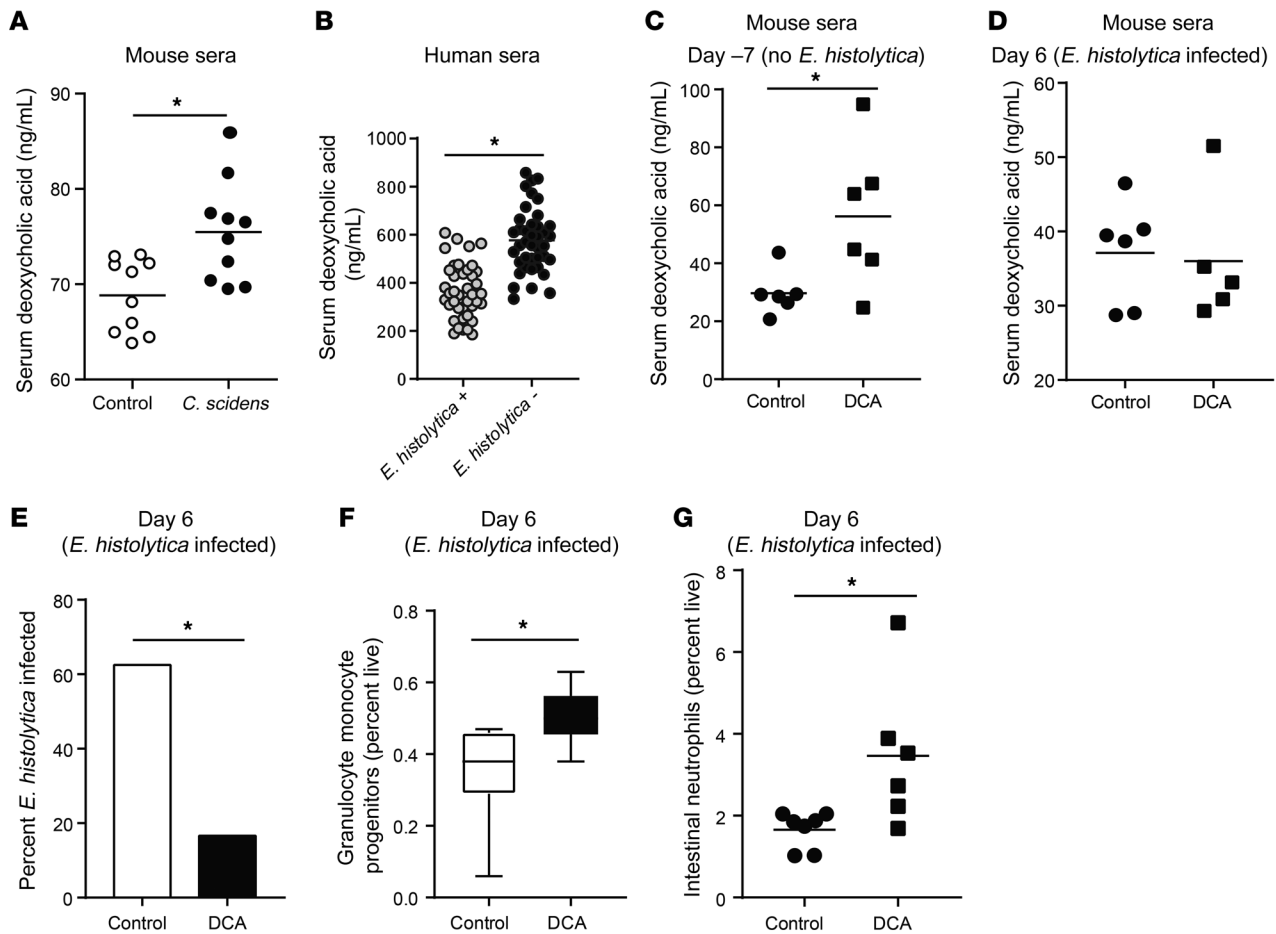 A
Mouse sera
Serum deoxycholic acid (ng/mL)
90
80
70
60
*
Control
C. scidens
B
Human sera
Serum deoxycholic acid
(ng/mL)
1000
800
600
400
200
0
*
E. histolytica +
E. histolytica -
C
Mouse sera
Day –7 (no E. histolytica)
Serum deoxycholic acid (ng/mL)
100
80
60
40
20
0
*
Control
DCA
D
Mouse sera
Day 6 (E. histolytica infected)
Serum deoxycholic acid (ng/mL)
60
50
40
30
20
Control
DCA
E
Day 6
(E. histolytica infected)
Percent E. histolytica infected
80
60
40
20
0
*
Control
DCA
F
Day 6
(E. histolytica infected)
Granulocyte monocyte
progenitors (percent live)
0.8
0.6
0.4
0.2
0.0
*
Control
DCA
G
Day 6
(E. histolytica infected)
Intestinal neutrophils (percent live)
8
6
4
2
0
*
Control
DCA